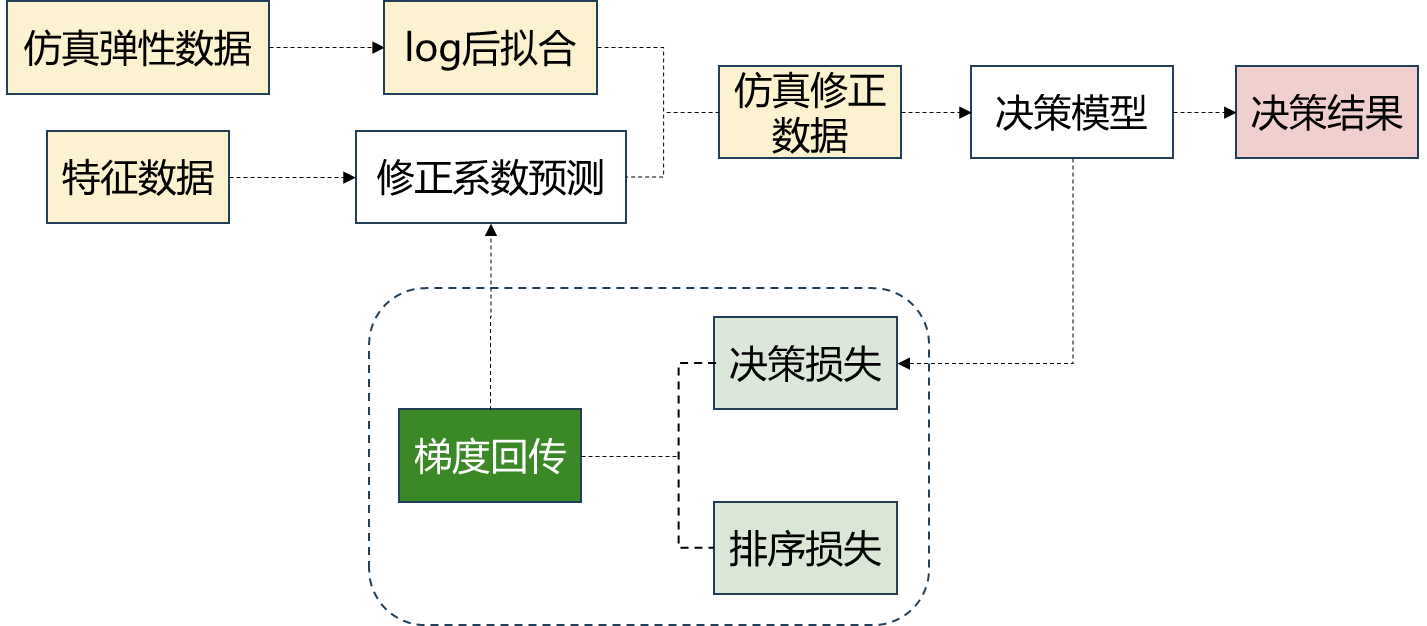 仿真弹性数据
log后拟合
仿真修正
数据
决策模型
决策结果
特征数据
修正系数预测
决策损失
梯度回传
排序损失